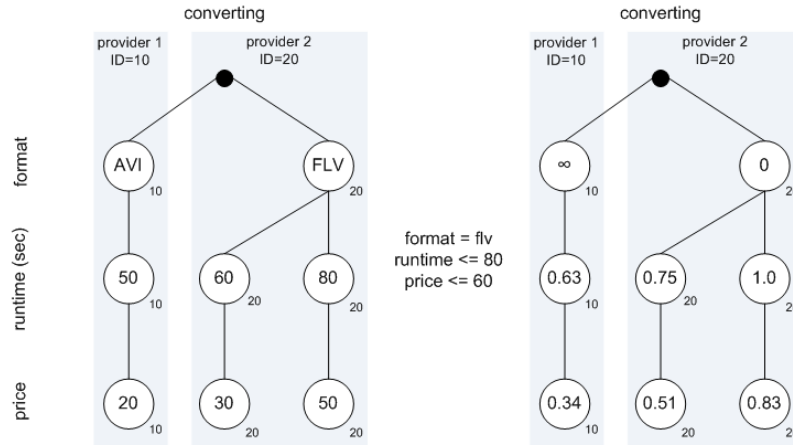 converting
provider 1
ID=10
provider 2
ID=20
format
AVI
10
FLV
20
runtime (sec)
50
10
60
20
80
20
price
20
10
30
20
50
20
format = flv
runtime <= 80
price <= 60
converting
provider 1
ID=10
provider 2
ID=20
∞
10
0
0.63
10
0.75
20
1.0
0.34
10
0.51
20
0.83